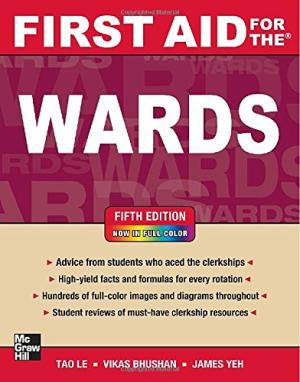 FIRST AID FOR THE®
WARDS
FIFTH EDITION
NOW IN FULL COLOR
▸ Advice from students who aced the clerkships ◂
▸ High-yield facts and formulas for every rotation ◂
▸ Hundreds of full-color images and diagrams throughout ◂
▸ Student reviews of must-have clerkship resources ◂
Mc
Graw
Hill
TAO LE • VIKAS BHUSHAN • JAMES YEH